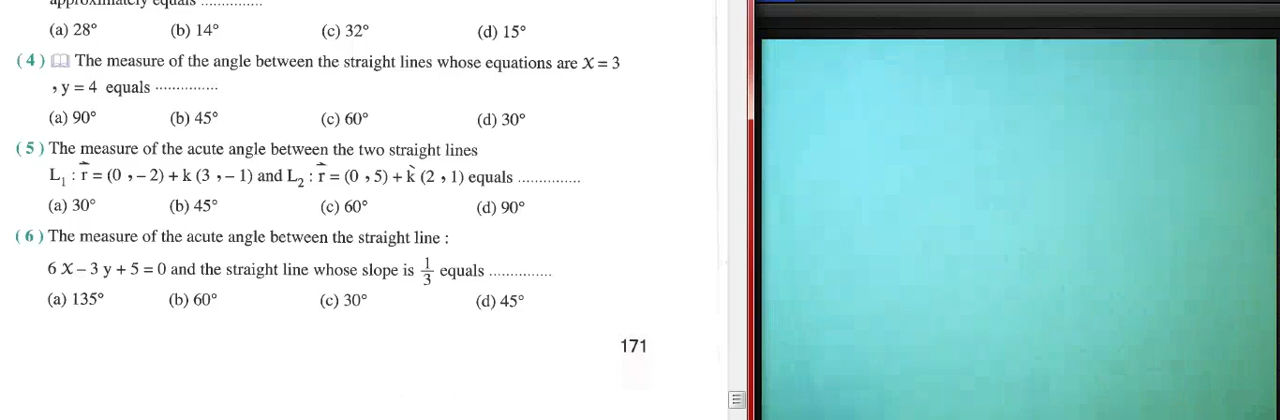 approximately equals ..............
(a) 28° (b) 14° (c) 32° (d) 15°
( 4 ) The measure of the angle between the straight lines whose equations are X = 3
, y = 4 equals ..............
(a) 90° (b) 45° (c) 60° (d) 30°
( 5 ) The measure of the acute angle between the two straight lines
L₁ : r⃗ = (0 , – 2) + k (3 , – 1) and L₂ : r⃗ = (0 , 5) + k̀ (2 , 1) equals ..............
(a) 30° (b) 45° (c) 60° (d) 90°
( 6 ) The measure of the acute angle between the straight line :
6 X – 3 y + 5 = 0 and the straight line whose slope is 1/3 equals ..............
(a) 135° (b) 60° (c) 30° (d) 45°
171